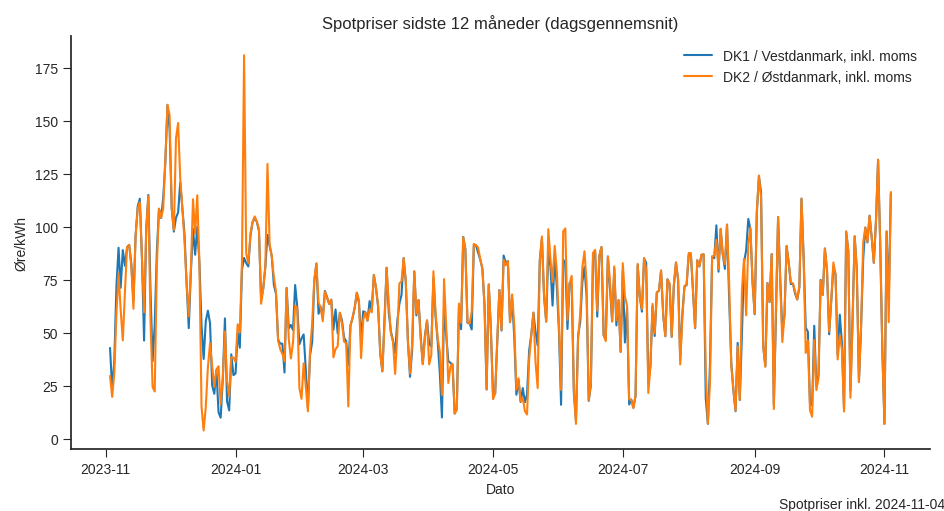 Spotpriser sidste 12 måneder (dagsgennemsnit)
DK1 / Vestdanmark, inkl. moms
DK2 / Østdanmark, inkl. moms
Øre/kWh
175
150
125
100
75
50
25
0
2023-11
2024-01
2024-03
2024-05
2024-07
2024-09
2024-11
Dato
Spotpriser inkl. 2024-11-04